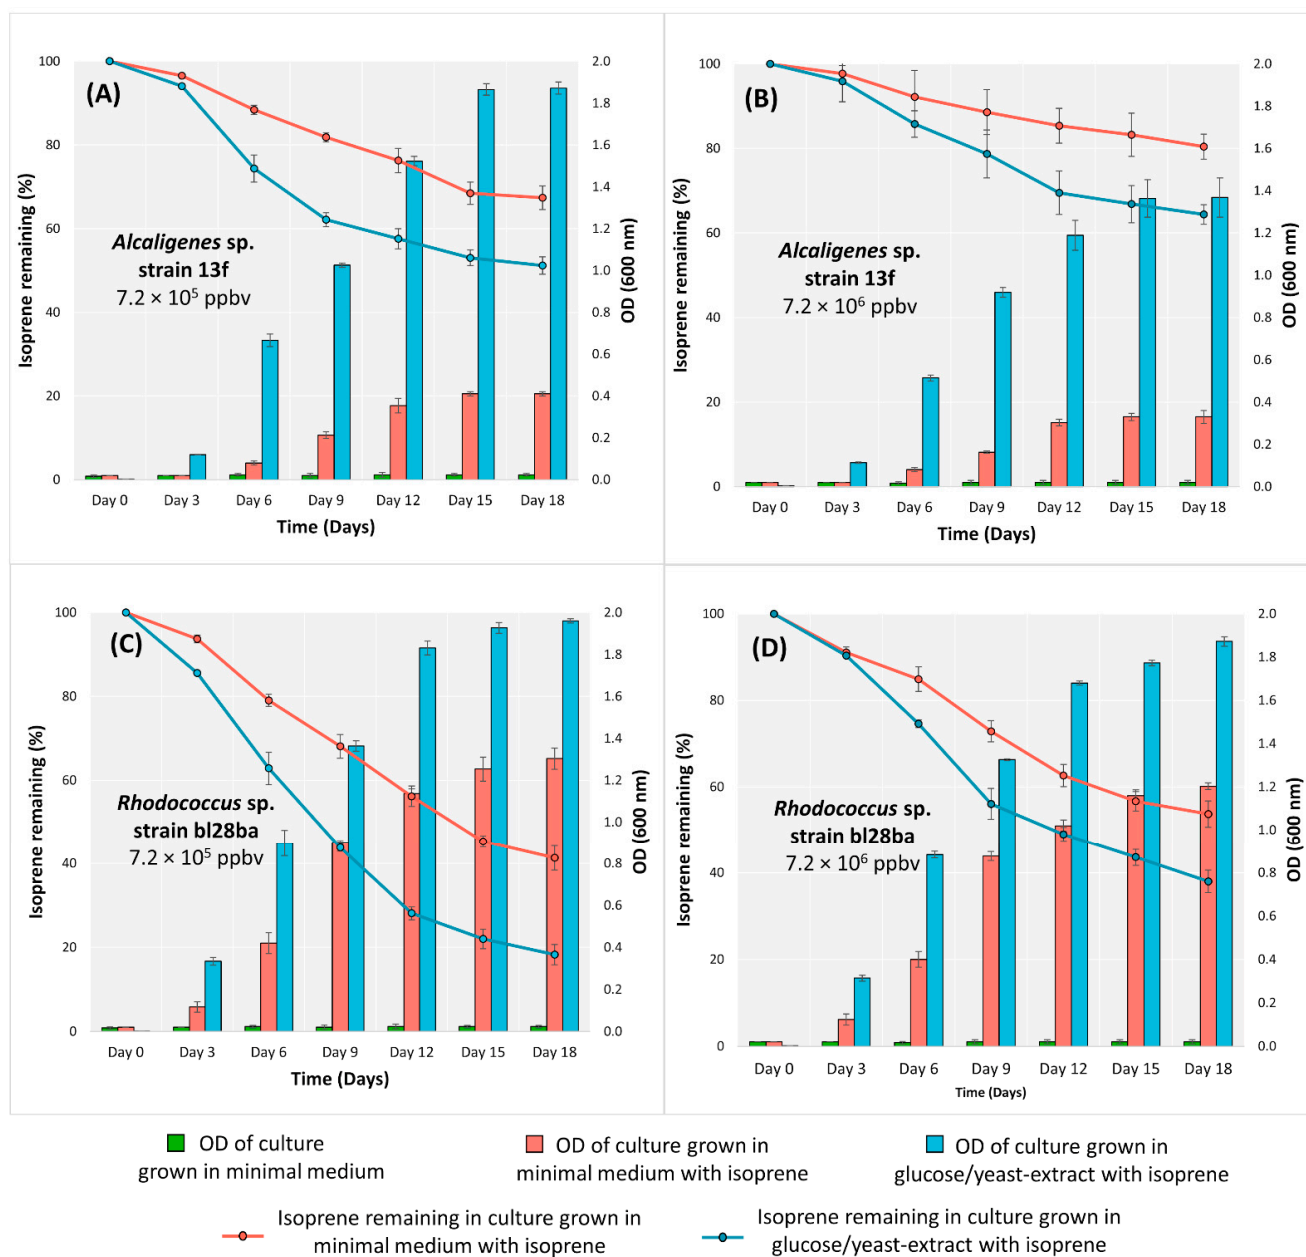 (A)
Isoprene remaining (%)
100
80
60
40
20
0
Alcaligenes sp.
strain 13f
7.2 × 10⁵ ppbv
2.0
1.8
1.6
1.4
1.2
1.0
0.8
0.6
0.4
0.2
0.0
OD (600 nm)
Day 0 Day 3 Day 6 Day 9 Day 12 Day 15 Day 18
Time (Days)
(B)
Isoprene remaining (%)
100
80
60
40
20
0
Alcaligenes sp.
strain 13f
7.2 × 10⁶ ppbv
2.0
1.8
1.6
1.4
1.2
1.0
0.8
0.6
0.4
0.2
0.0
OD (600 nm)
Day 0 Day 3 Day 6 Day 9 Day 12 Day 15 Day 18
Time (Days)
(C)
Isoprene remaining (%)
100
80
60
40
20
0
Rhodococcus sp.
strain bl28ba
7.2 × 10⁵ ppbv
2.0
1.8
1.6
1.4
1.2
1.0
0.8
0.6
0.4
0.2
0.0
OD (600 nm)
Day 0 Day 3 Day 6 Day 9 Day 12 Day 15 Day 18
Time (Days)
(D)
Isoprene remaining (%)
100
80
60
40
20
0
Rhodococcus sp.
strain bl28ba
7.2 × 10⁶ ppbv
2.0
1.8
1.6
1.4
1.2
1.0
0.8
0.6
0.4
0.2
0.0
OD (600 nm)
Day 0 Day 3 Day 6 Day 9 Day 12 Day 15 Day 18
Time (Days)
OD of culture
grown in minimal medium
OD of culture grown in
minimal medium with isoprene
OD of culture grown in
glucose/yeast-extract with isoprene
Isoprene remaining in culture grown in
minimal medium with isoprene
Isoprene remaining in culture grown in
glucose/yeast-extract with isoprene